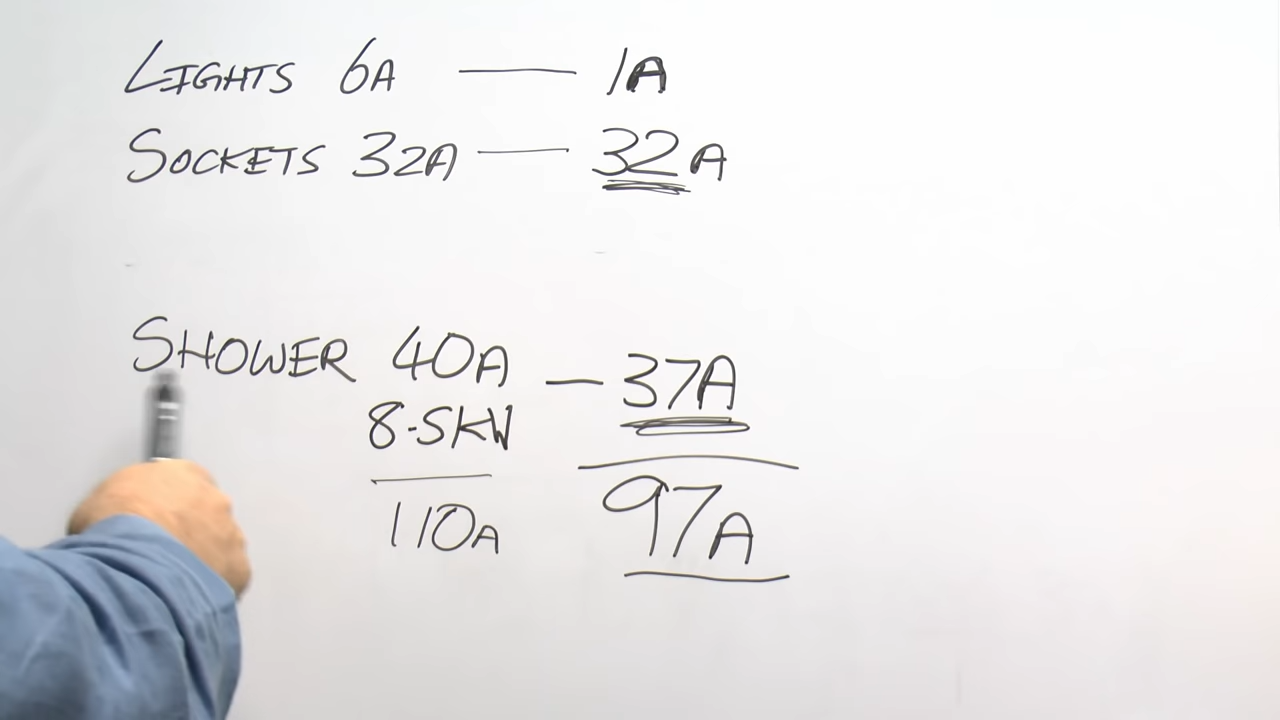 LIGHTS 6A — 1A
SOCKETS 32A — 32A
SHOWER 40A — 37A
8.5KW
110A 97A